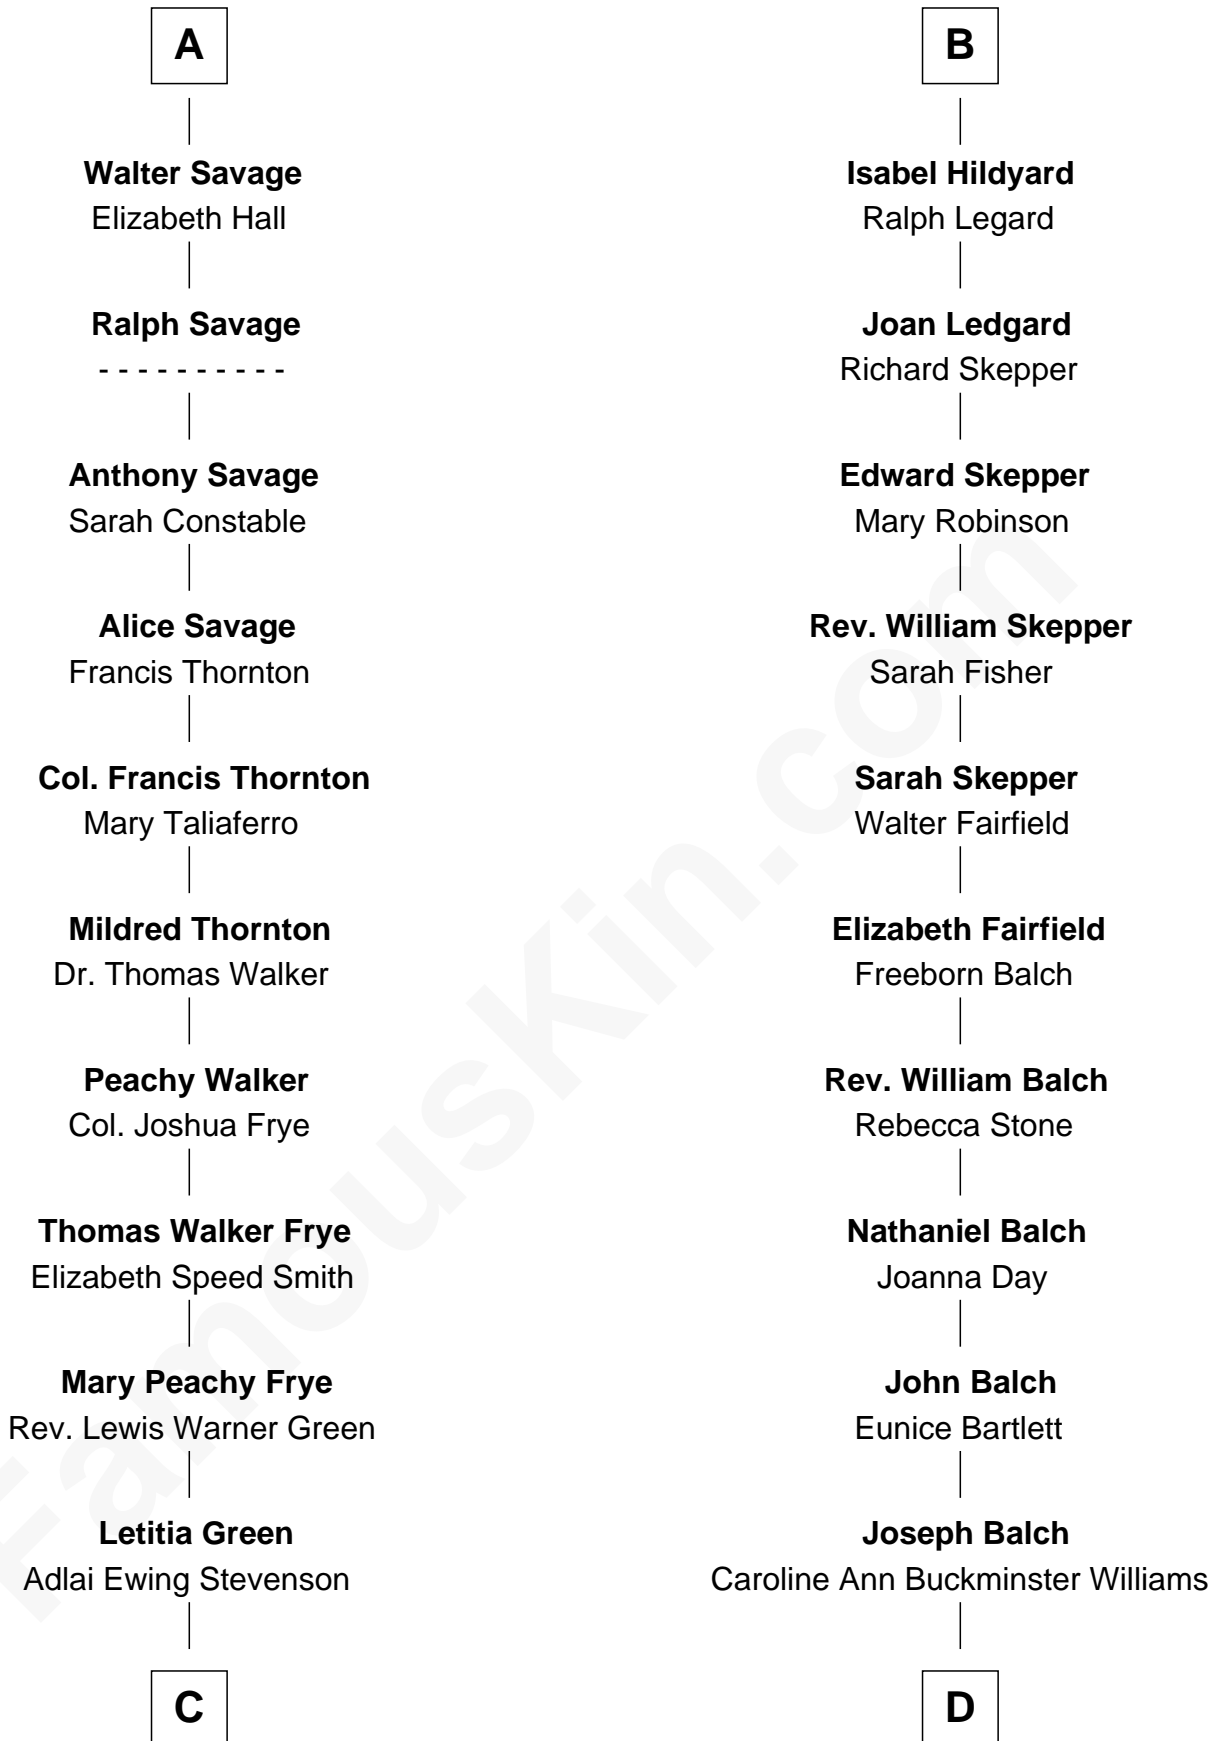 A
Walter Savage
Elizabeth Hall
Ralph Savage
- - - - - - - - - -
Anthony Savage
Sarah Constable
Alice Savage
Francis Thornton
Col. Francis Thornton
Mary Taliaferro
Mildred Thornton
Dr. Thomas Walker
Peachy Walker
Col. Joshua Frye
Thomas Walker Frye
Elizabeth Speed Smith
Mary Peachy Frye
Rev. Lewis Warner Green
Letitia Green
Adlai Ewing Stevenson
C
B
Isabel Hildyard
Ralph Legard
Joan Ledgard
Richard Skepper
Edward Skepper
Mary Robinson
Rev. William Skepper
Sarah Fisher
Sarah Skepper
Walter Fairfield
Elizabeth Fairfield
Freeborn Balch
Rev. William Balch
Rebecca Stone
Nathaniel Balch
Joanna Day
John Balch
Eunice Bartlett
Joseph Balch
Caroline Ann Buckminster Williams
D
FamousKin.com